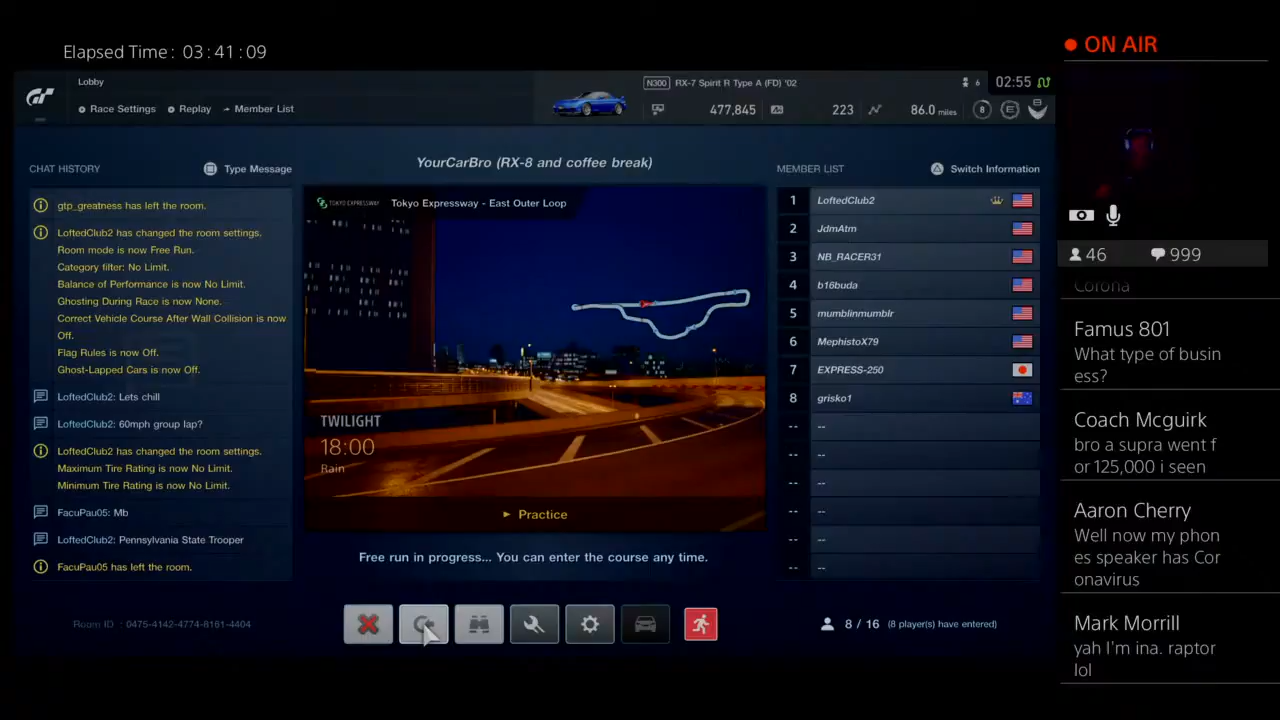 Elapsed Time: 03:41:09
ON AIR
Lobby
Race Settings
Replay
Member List
N300
RX-7 Spirit R Type A (FD) '02
6
02:55
477,845
223
86.0 miles
8
E
B
CHAT HISTORY
Type Message
YourCarBro (RX-8 and coffee break)
MEMBER LIST
Switch Information
gtp_greatness has left the room.
LoftedClub2 has changed the room settings.
Room mode is now Free Run.
Category filter: No Limit.
Balance of Performance is now No Limit.
Ghosting During Race is now None.
Correct Vehicle Course After Wall Collision is now
Off.
Flag Rules is now Off.
Ghost-Lapped Cars is now Off.
LoftedClub2: Lets chill
LoftedClub2: 60mph group lap?
LoftedClub2 has changed the room settings.
Maximum Tire Rating is now No Limit.
Minimum Tire Rating is now No Limit.
FacuPau05: Mb
LoftedClub2: Pennsylvania State Trooper
FacuPau05 has left the room.
TOKYO EXPRESSWAY
Tokyo Expressway - East Outer Loop
TWILIGHT
18:00
Rain
Practice
Free run in progress... You can enter the course any time.
1 LoftedClub2
2 JdmAtm
3 NB_RACER31
4 b16buda
5 mumblinmumblr
6 MephistoX79
7 EXPRESS-250
8 grisko1
-- --
-- --
-- --
-- --
-- --
-- --
Room ID : 0475-4142-4774-8161-4404
8 / 16 (8 player(s) have entered)
46
999
Corona
Famus 801
What type of busin
ess?
Coach Mcguirk
bro a supra went f
or 125,000 i seen
Aaron Cherry
Well now my phon
es speaker has Cor
onavirus
Mark Morrill
yah I'm ina. raptor
lol